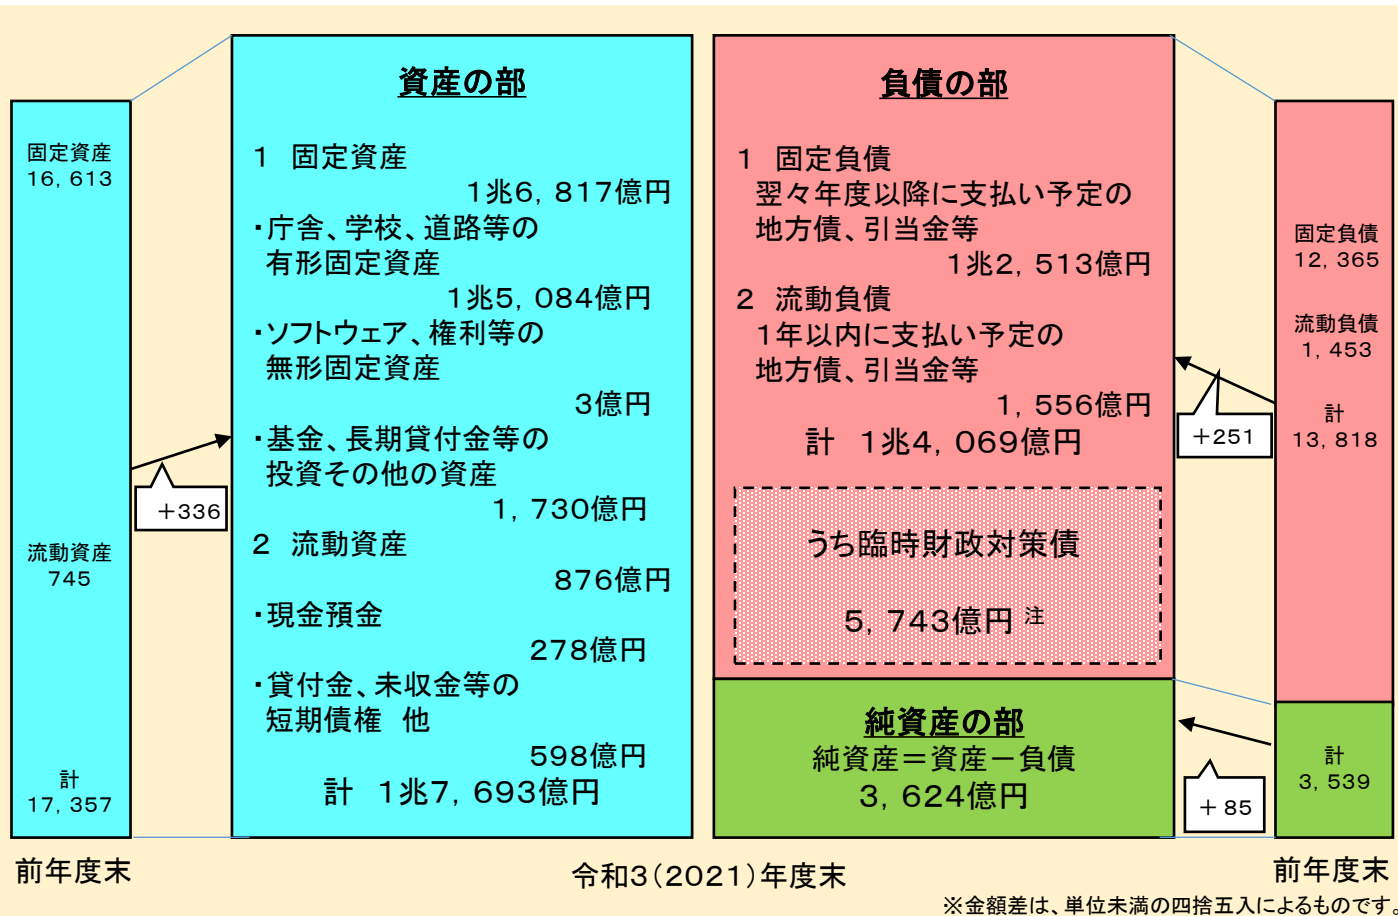 固定資産
16,613
流動資産
745
計
17,357
前年度末
+336
資産の部
1 固定資産
1兆6,817億円
・庁舎、学校、道路等の
有形固定資産
1兆5,084億円
・ソフトウェア、権利等の
無形固定資産
3億円
・基金、長期貸付金等の
投資その他の資産
1,730億円
2 流動資産
876億円
・現金預金
278億円
・貸付金、未収金等の
短期債権 他
598億円
計 1兆7,693億円
負債の部
1 固定負債
翌々年度以降に支払い予定の
地方債、引当金等
1兆2,513億円
2 流動負債
1年以内に支払い予定の
地方債、引当金等
1,556億円
計 1兆4,069億円
うち臨時財政対策債
5,743億円 注
純資産の部
純資産=資産-負債
3,624億円
+251
+85
固定負債
12,365
流動負債
1,453
計
13,818
計
3,539
前年度末
令和3(2021)年度末
※金額差は、単位未満の四捨五入によるものです。